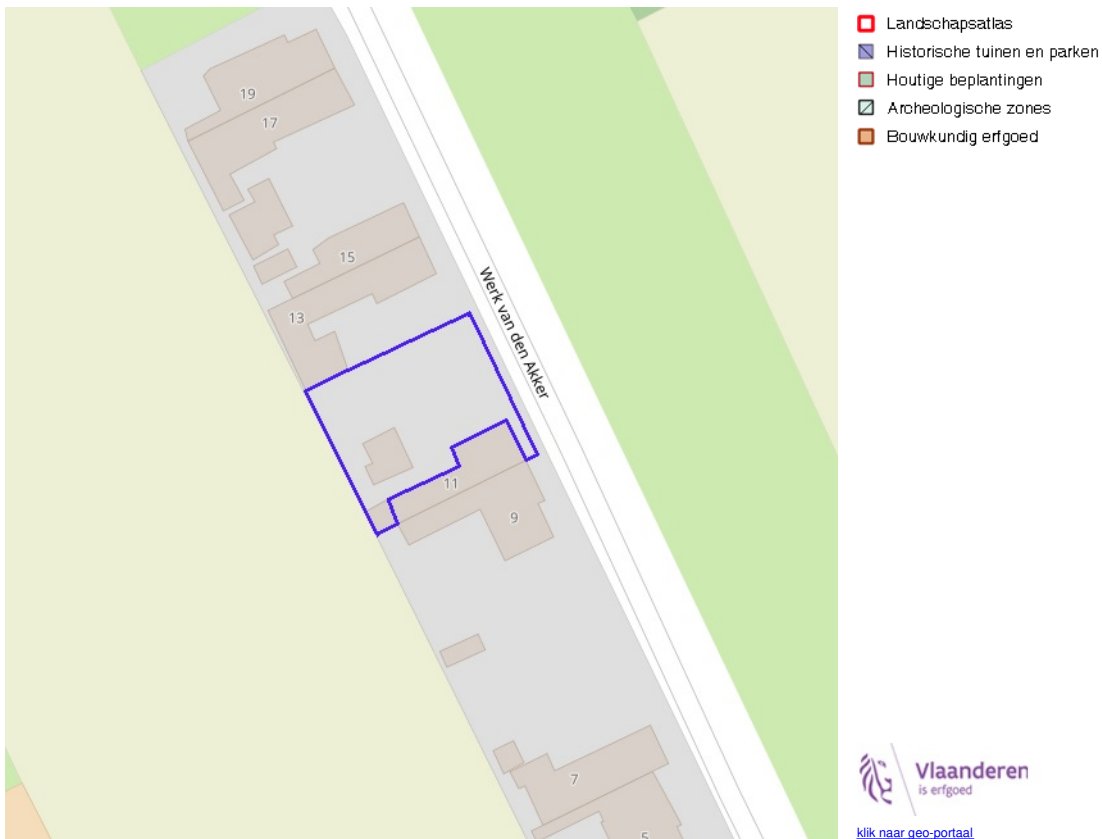 19
17
15
13
Werk van den Akker
11
9
7
5
Landschapsatlas
Historische tuinen en parken
Houtige beplantingen
Archeologische zones
Bouwkundig erfgoed
Vlaanderen
is erfgoed
klik naar geo-portaal